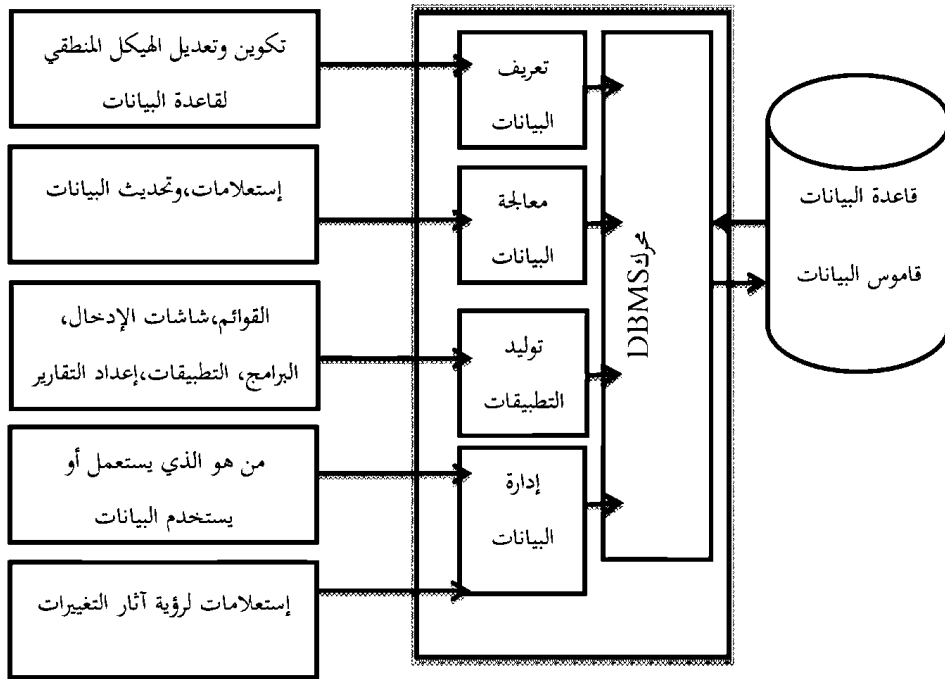 تكوين وتعديل الهيكل المنطقي
لقاعدة البيانات
إستعلامات،وتحديث البيانات
القوائم،شاشات الإدخال،
البرامج، التطبيقات،إعداد التقارير
من هو الذي يستعمل أو
يستخدم البيانات
إستعلامات لرؤية آثار التغييرات
تعريف
البيانات
معالجة
البيانات
توليد
التطبيقات
إدارة
البيانات
محركDBMS
قاعدة البيانات
قاموس البيانات